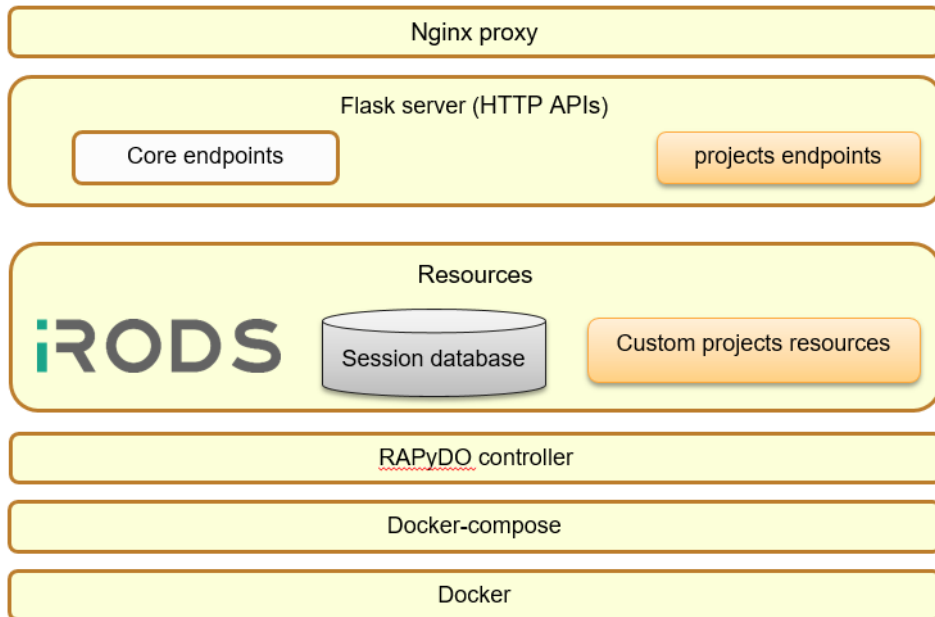 Nginx proxy
Flask server (HTTP APIs)
Core endpoints
projects endpoints
Resources
iRODS
Session database
Custom projects resources
RAPyDO controller
Docker-compose
Docker